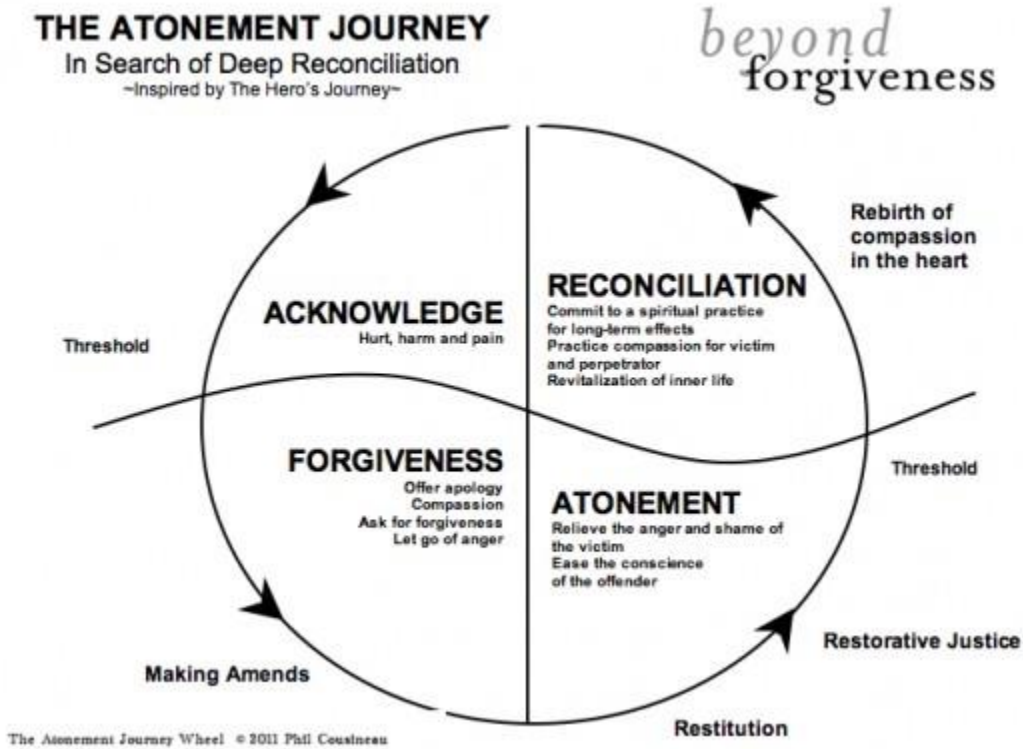 THE ATONEMENT JOURNEY
In Search of Deep Reconciliation
~Inspired by The Hero's Journey~
beyond
forgiveness
Rebirth of
compassion
in the heart
ACKNOWLEDGE
Hurt, harm and pain
RECONCILIATION
Commit to a spiritual practice
for long-term effects
Practice compassion for victim
and perpetrator
Revitalization of inner life
Threshold
FORGIVENESS
Offer apology
Compassion
Ask for forgiveness
Let go of anger
Threshold
ATONEMENT
Relieve the anger and shame of
the victim
Ease the conscience
of the offender
Making Amends
Restorative Justice
Restitution
The Atonement Journey Wheel © 2011 Phil Cousineau